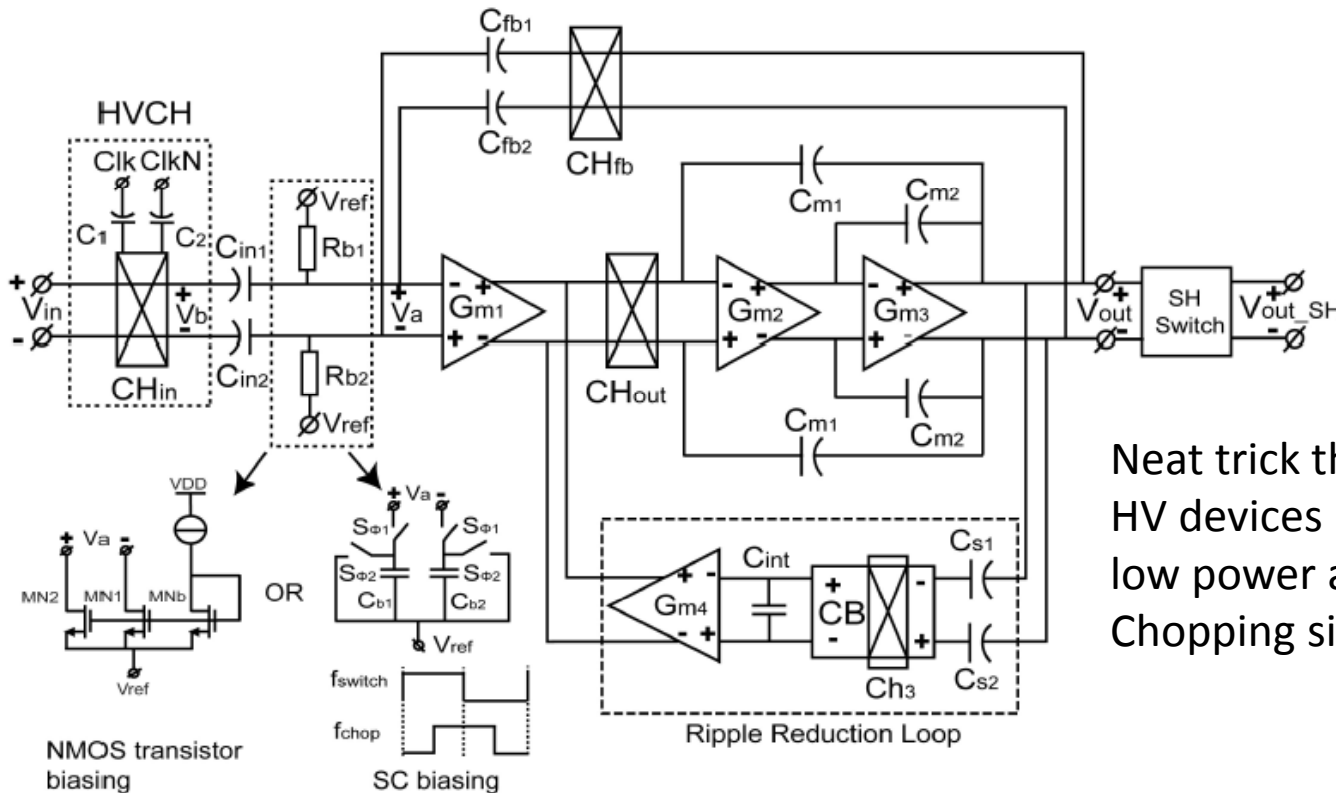 Cfb1
Cfb2
CHfb
HVCH
Clk ClkN
C1
C2
Cin1
Cin2
Vin
Vb
CHin
Vref
Rb1
Rb2
Vref
Va
Gm1
CHout
Cm1
Cm2
Gm2
Gm3
Cm1
Cm2
Vout
SH
Switch
Vout_SH
VDD
Va
MN2 MN1 MNb
Vref
NMOS transistor
biasing
OR
Va
SΦ1 SΦ1
SΦ2 SΦ2
Cb1 Cb2
Vref
fswitch
fchop
SC biasing
Gm4
Cint
CB
Ch3
Cs1
Cs2
Ripple Reduction Loop
Neat trick
HV devices
low power
Chopping